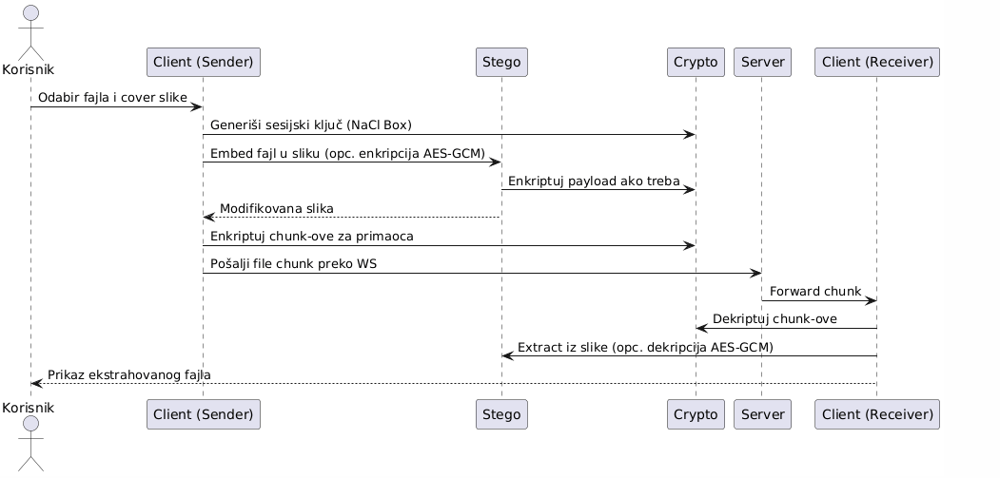 Korisnik
Client (Sender)
Stego
Crypto
Server
Client (Receiver)
Odabir fajla i cover slike
Generiši sesijski ključ (NaCl Box)
Embed fajl u sliku (opc. enkripcija AES-GCM)
Enkriptuj payload ako treba
Modifikovana slika
Enkriptuj chunk-ove za primaoca
Pošalji file chunk preko WS
Forward chunk
Dekriptuj chunk-ove
Extract iz slike (opc. dekripcija AES-GCM)
Prikaz ekstrahovanog fajla
Korisnik
Client (Sender)
Stego
Crypto
Server
Client (Receiver)